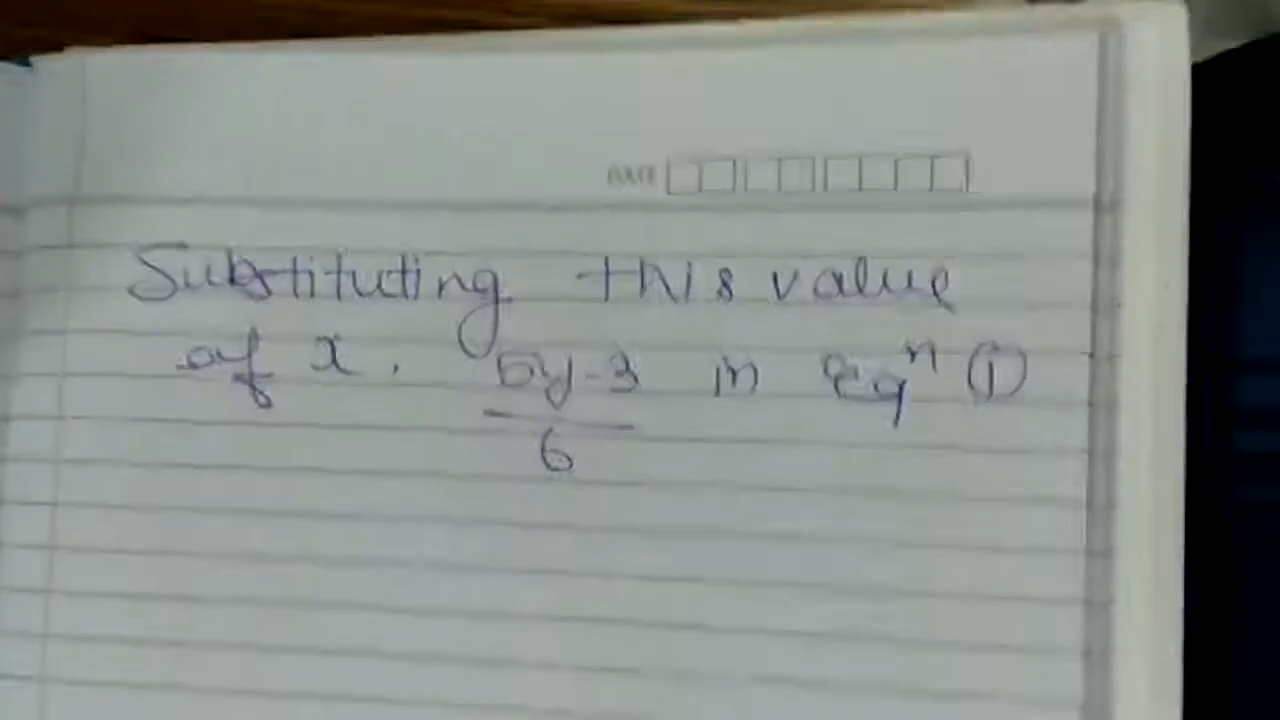 DATE
Substituting this value
of x. 5y-3 in Eqⁿ ①
6